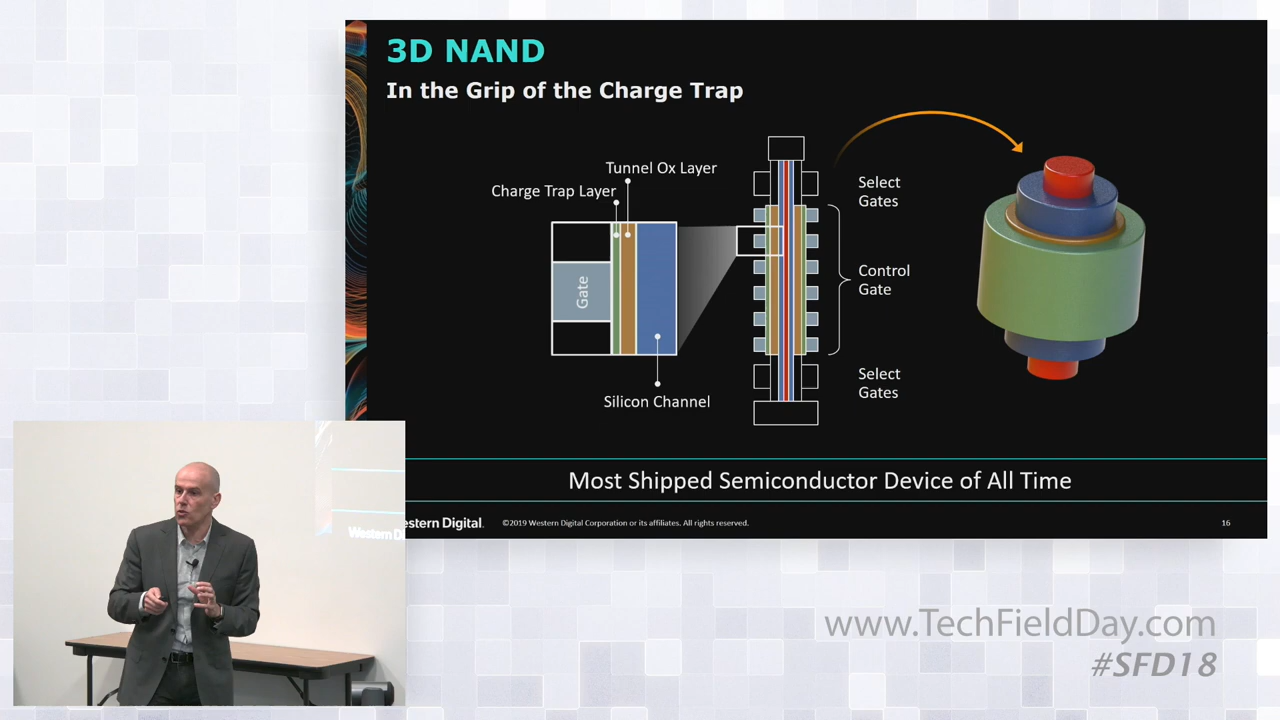 3D NAND
In the Grip of the Charge Trap
Tunnel Ox Layer
Charge Trap Layer
Gate
Silicon Channel
Select
Gates
Control
Gate
Select
Gates
Most Shipped Semiconductor Device of All Time
estern Digital.
©2019 Western Digital Corporation or its affiliates. All rights reserved.
16
Western Di
www.TechFieldDay.com
#SFD18